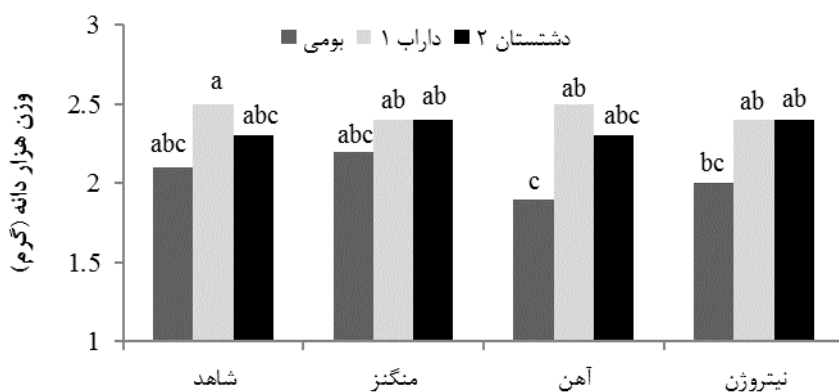 وزن هزار دانه (گرم)
3
2.5
2
1.5
1
بومی داراب ۱ دشتستان ۲
abc a abc
abc ab ab
c ab abc
bc ab ab
شاهد منگنز آهن نیتروژن